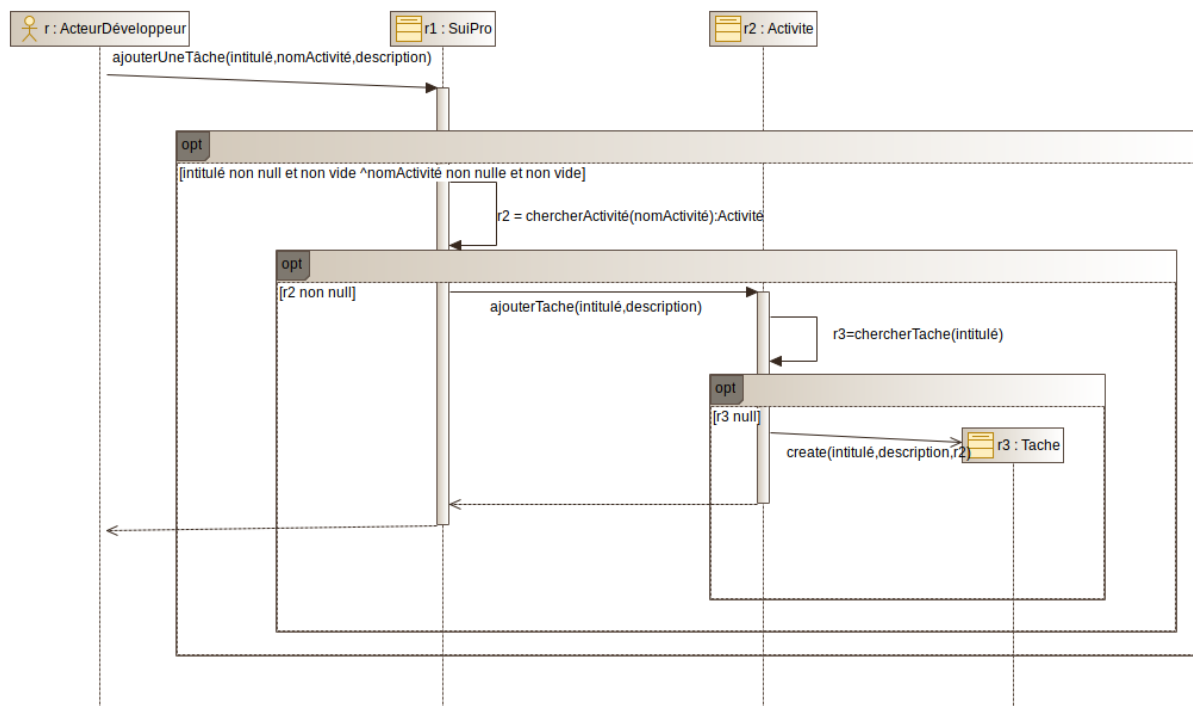 r : ActeurDéveloppeur
r1 : SuiPro
r2 : Activite
ajouterUneTâche(intitulé,nomActivité,description)
opt
[intitulé non null et non vide ^nomActivité non nulle et non vide]
r2 = chercherActivité(nomActivité):Activité
opt
[r2 non null]
ajouterTache(intitulé,description)
r3=chercherTache(intitulé)
opt
[r3 null]
create(intitulé,description,r2)
r3 : Tache